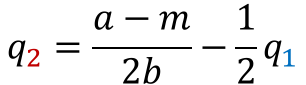 q₂ = (a − m)/(2b) − (1/2)q₁